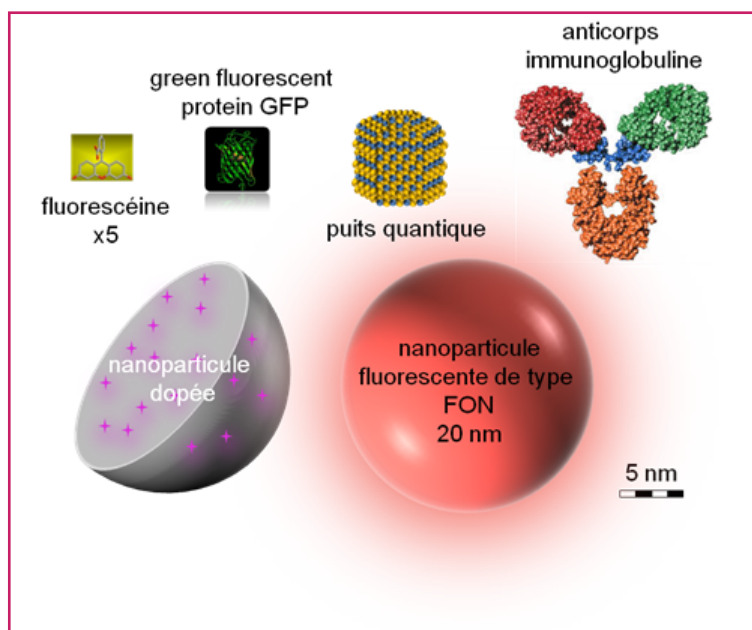 anticorps
immunoglobuline
green fluorescent
protein GFP
fluorescéine
x5
puits quantique
nanoparticule
dopée
nanoparticule
fluorescente de type
FON
20 nm
5 nm